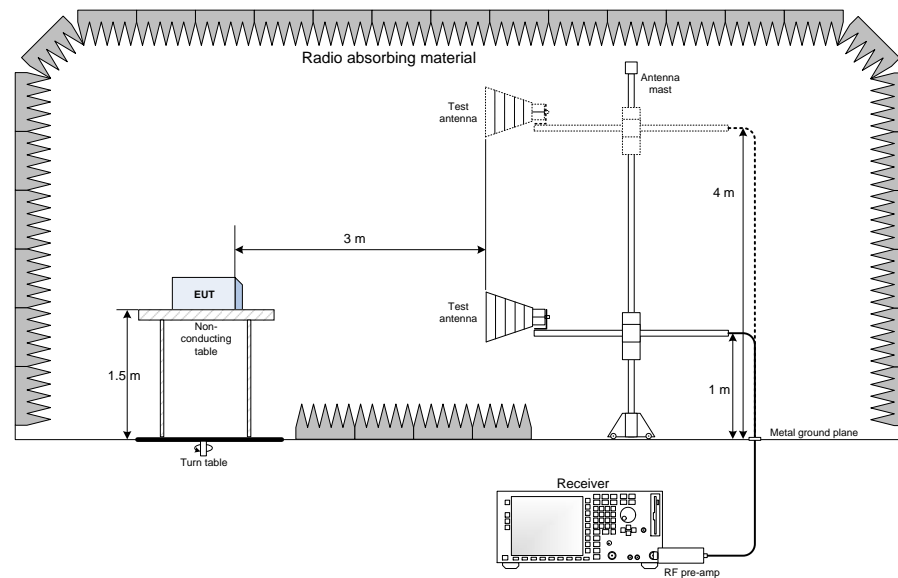 Radio absorbing material
Antenna
mast
Test
antenna
4 m
3 m
EUT
Test
antenna
Non-
conducting
table
1.5 m
1 m
Metal ground plane
Turn table
Receiver
RF pre-amp